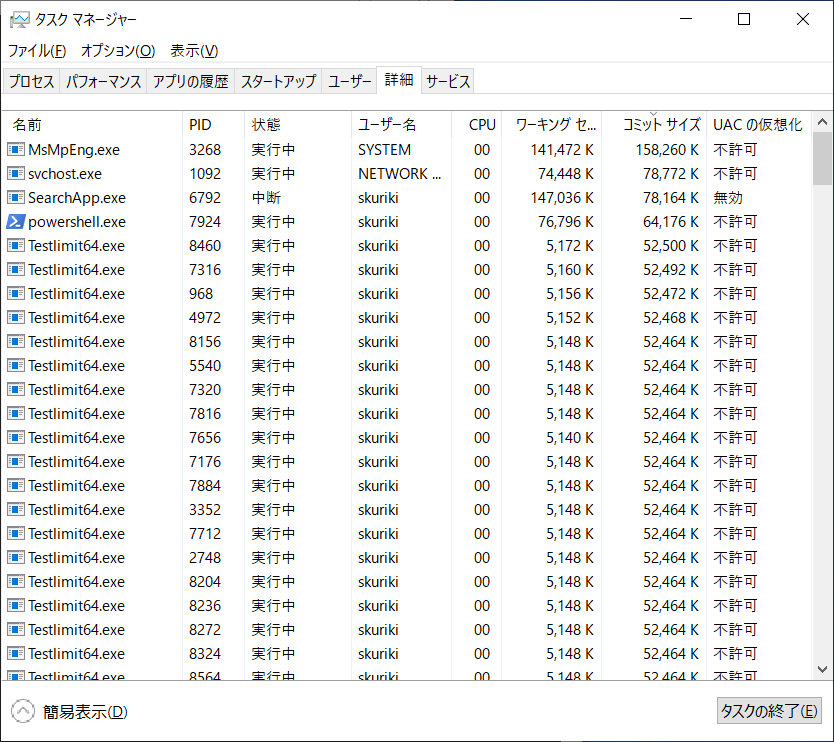 タスク マネージャー
ファイル(F) オプション(O) 表示(V)
プロセス パフォーマンス アプリの履歴 スタートアップ ユーザー 詳細 サービス
名前 PID 状態 ユーザー名 CPU ワーキング セ... コミット サイズ UAC の仮想化
MsMpEng.exe 3268 実行中 SYSTEM 00 141,472 K 158,260 K 不許可
svchost.exe 1092 実行中 NETWORK ... 00 74,448 K 78,772 K 不許可
SearchApp.exe 6792 中断 skuriki 00 147,036 K 78,164 K 無効
powershell.exe 7924 実行中 skuriki 00 76,796 K 64,176 K 不許可
Testlimit64.exe 8460 実行中 skuriki 00 5,172 K 52,500 K 不許可
Testlimit64.exe 7316 実行中 skuriki 00 5,160 K 52,492 K 不許可
Testlimit64.exe 968 実行中 skuriki 00 5,156 K 52,472 K 不許可
Testlimit64.exe 4972 実行中 skuriki 00 5,152 K 52,468 K 不許可
Testlimit64.exe 8156 実行中 skuriki 00 5,148 K 52,464 K 不許可
Testlimit64.exe 5540 実行中 skuriki 00 5,148 K 52,464 K 不許可
Testlimit64.exe 7320 実行中 skuriki 00 5,148 K 52,464 K 不許可
Testlimit64.exe 7816 実行中 skuriki 00 5,148 K 52,464 K 不許可
Testlimit64.exe 7656 実行中 skuriki 00 5,140 K 52,464 K 不許可
Testlimit64.exe 7176 実行中 skuriki 00 5,148 K 52,464 K 不許可
Testlimit64.exe 7884 実行中 skuriki 00 5,148 K 52,464 K 不許可
Testlimit64.exe 3352 実行中 skuriki 00 5,148 K 52,464 K 不許可
Testlimit64.exe 7712 実行中 skuriki 00 5,148 K 52,464 K 不許可
Testlimit64.exe 2748 実行中 skuriki 00 5,148 K 52,464 K 不許可
Testlimit64.exe 8204 実行中 skuriki 00 5,148 K 52,464 K 不許可
Testlimit64.exe 8236 実行中 skuriki 00 5,148 K 52,464 K 不許可
Testlimit64.exe 8272 実行中 skuriki 00 5,148 K 52,464 K 不許可
Testlimit64.exe 8324 実行中 skuriki 00 5,148 K 52,464 K 不許可
Testlimit64.exe 8564 実行中 skuriki 00 5,148 K 52,464 K 不許可
簡易表示(D) タスクの終了(E)